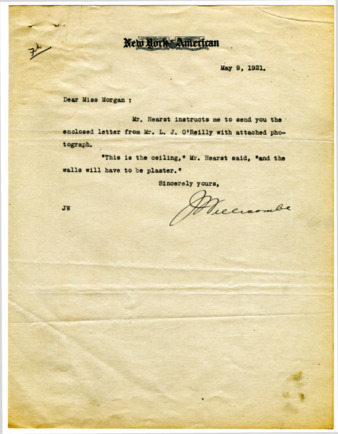 New York American
May 9, 1921.
Dear Miss Morgan :
Mr. Hearst instructs me to send you the
enclosed letter from Mr. L. J. O'Reilly with attached pho-
tograph.
"This is the ceiling," Mr. Hearst said, "and the
walls will have to be plaster."
Sincerely yours,
JW
JWillicombe